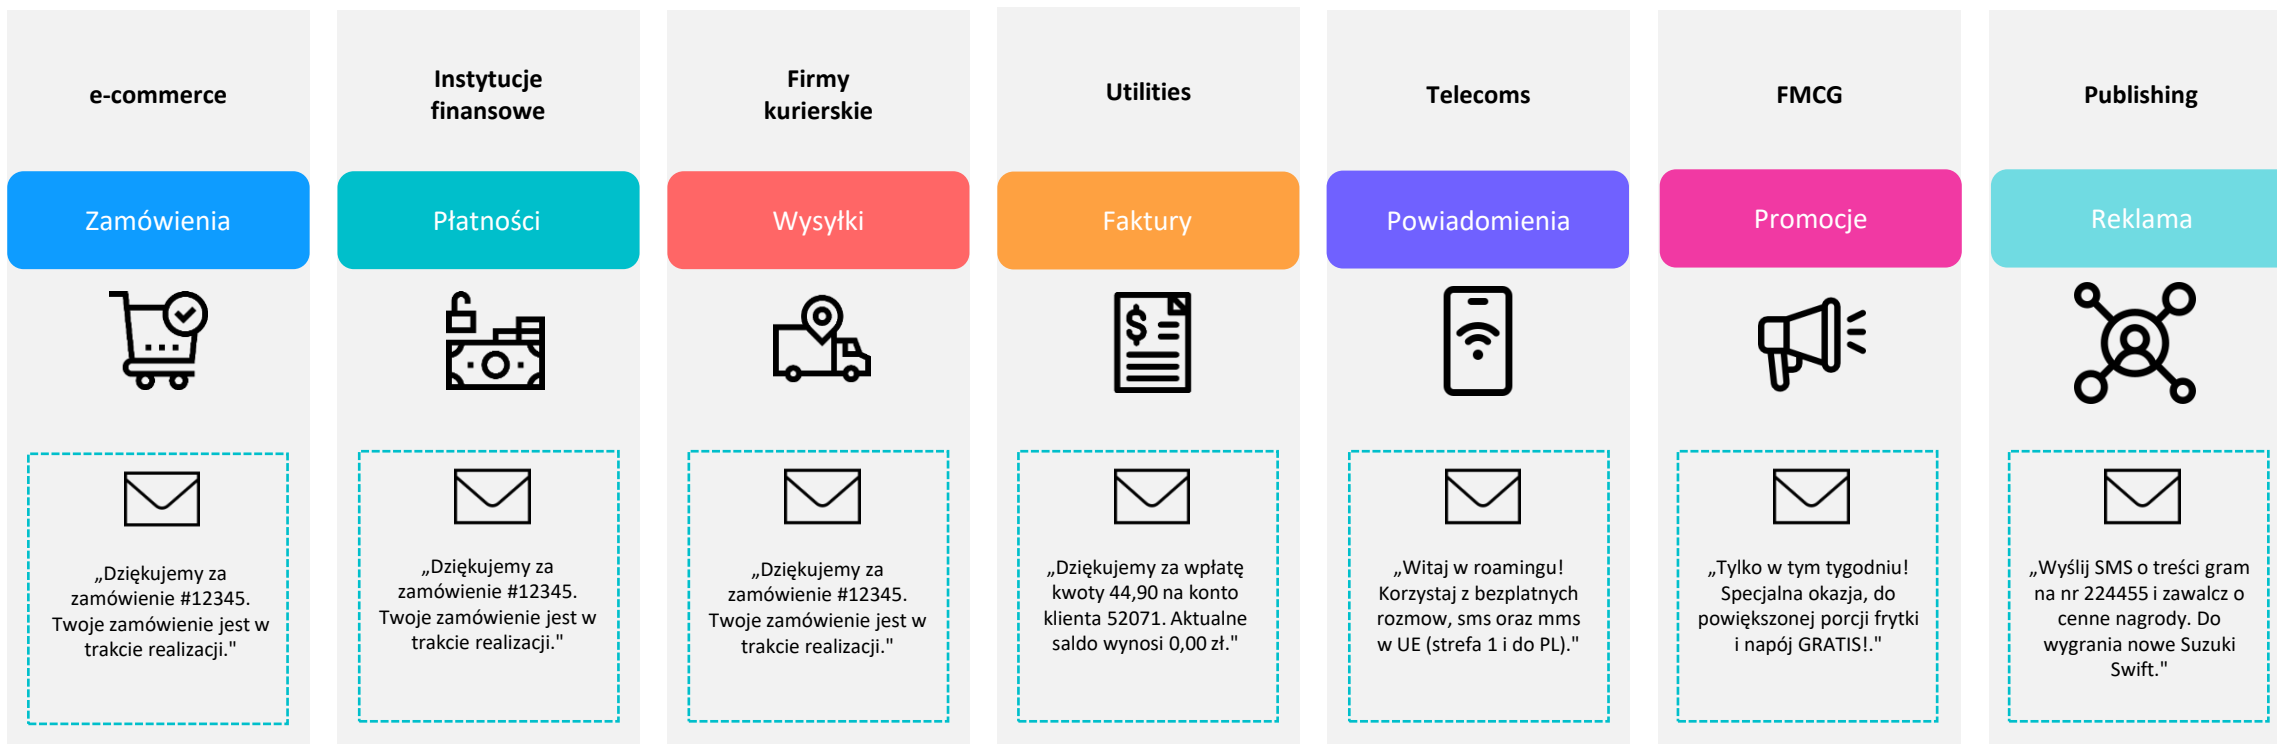 e-commerce
Instytucje
finansowe
Firmy
kurierskie
Utilities
Telecoms
FMCG
Publishing
Zamówienia
Płatności
Wysyłki
Faktury
Powiadomienia
Promocje
Reklama
$
„Dziękujemy za
zamówienie #12345.
Twoje zamówienie jest w
trakcie realizacji."
„Dziękujemy za
zamówienie #12345.
Twoje zamówienie jest w
trakcie realizacji."
„Dziękujemy za
zamówienie #12345.
Twoje zamówienie jest w
trakcie realizacji."
„Dziękujemy za wpłatę
kwoty 44,90 na konto
klienta 52071. Aktualne
saldo wynosi 0,00 zł."
„Witaj w roamingu!
Korzystaj z bezplatnych
rozmow, sms oraz mms
w UE (strefa 1 i do PL)."
„Tylko w tym tygodniu!
Specjalna okazja, do
powiększonej porcji frytki
i napój GRATIS!."
„Wyślij SMS o treści gram
na nr 224455 i zawalcz o
cenne nagrody. Do
wygrania nowe Suzuki
Swift."